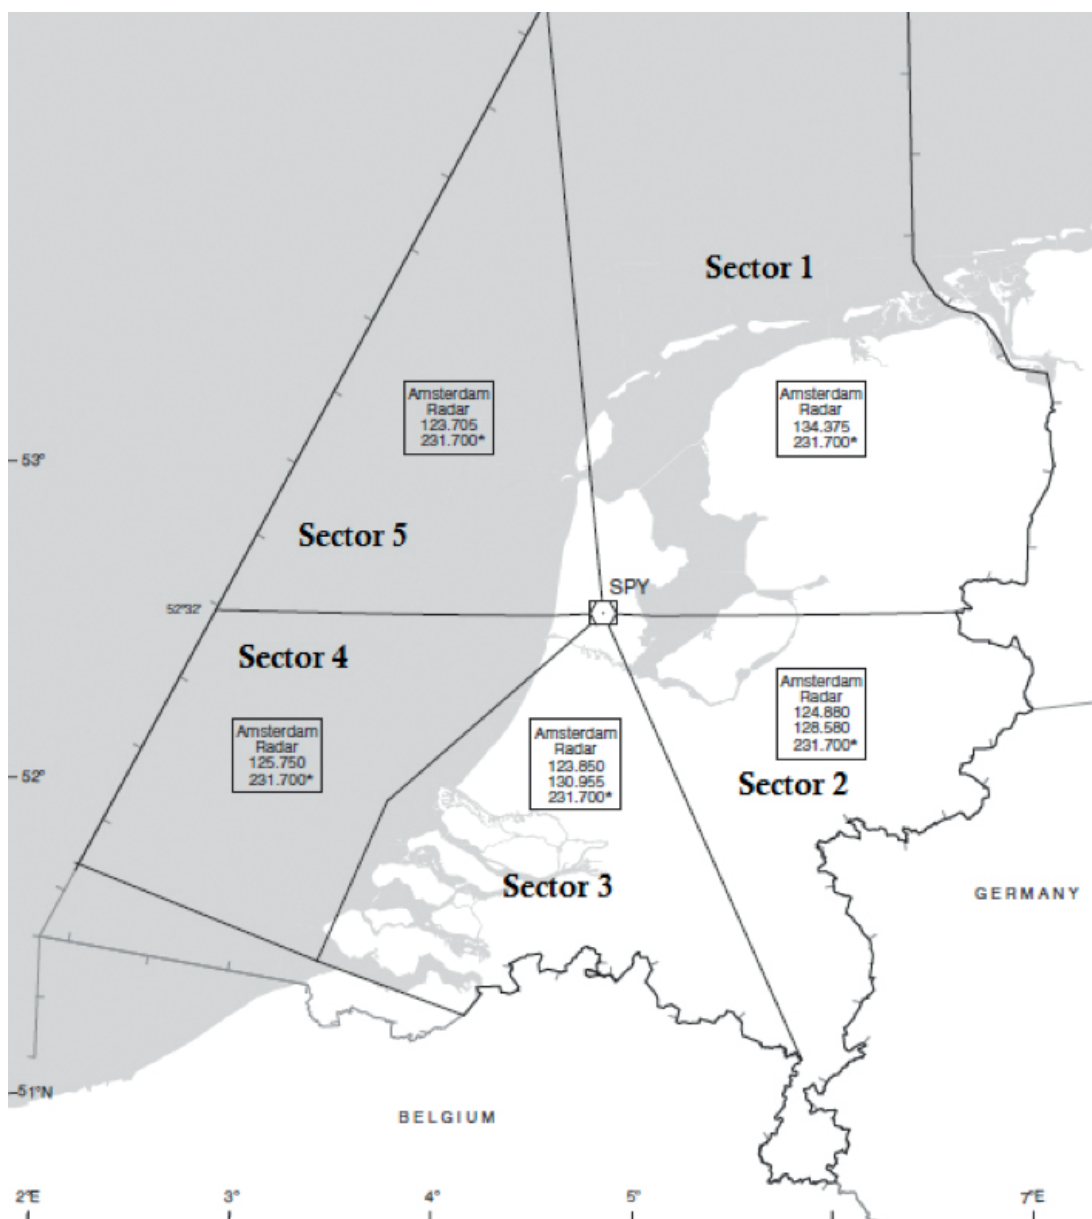 Sector 1
Amsterdam
Radar
123.705
231.700*
Amsterdam
Radar
134.375
231.700*
53°
Sector 5
SPY
52°32'
Sector 4
Amsterdam
Radar
125.750
231.700*
Amsterdam
Radar
123.850
130.955
231.700*
Amsterdam
Radar
124.880
128.580
231.700*
52°
Sector 2
Sector 3
GERMANY
51°N
BELGIUM
2°E
3°
4°
5°
7°E